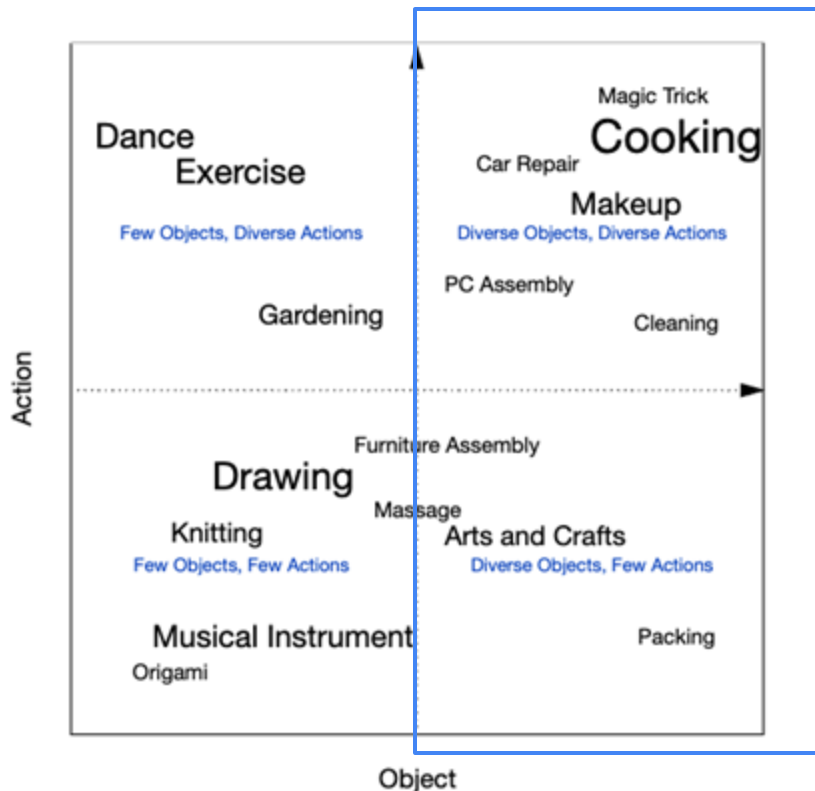 Magic Trick
Dance
Cooking
Exercise
Car Repair
Makeup
Few Objects, Diverse Actions
Diverse Objects, Diverse Actions
PC Assembly
Gardening
Cleaning
Action
Furniture Assembly
Drawing
Massage
Knitting
Arts and Crafts
Few Objects, Few Actions
Diverse Objects, Few Actions
Musical Instrument
Packing
Origami
Object